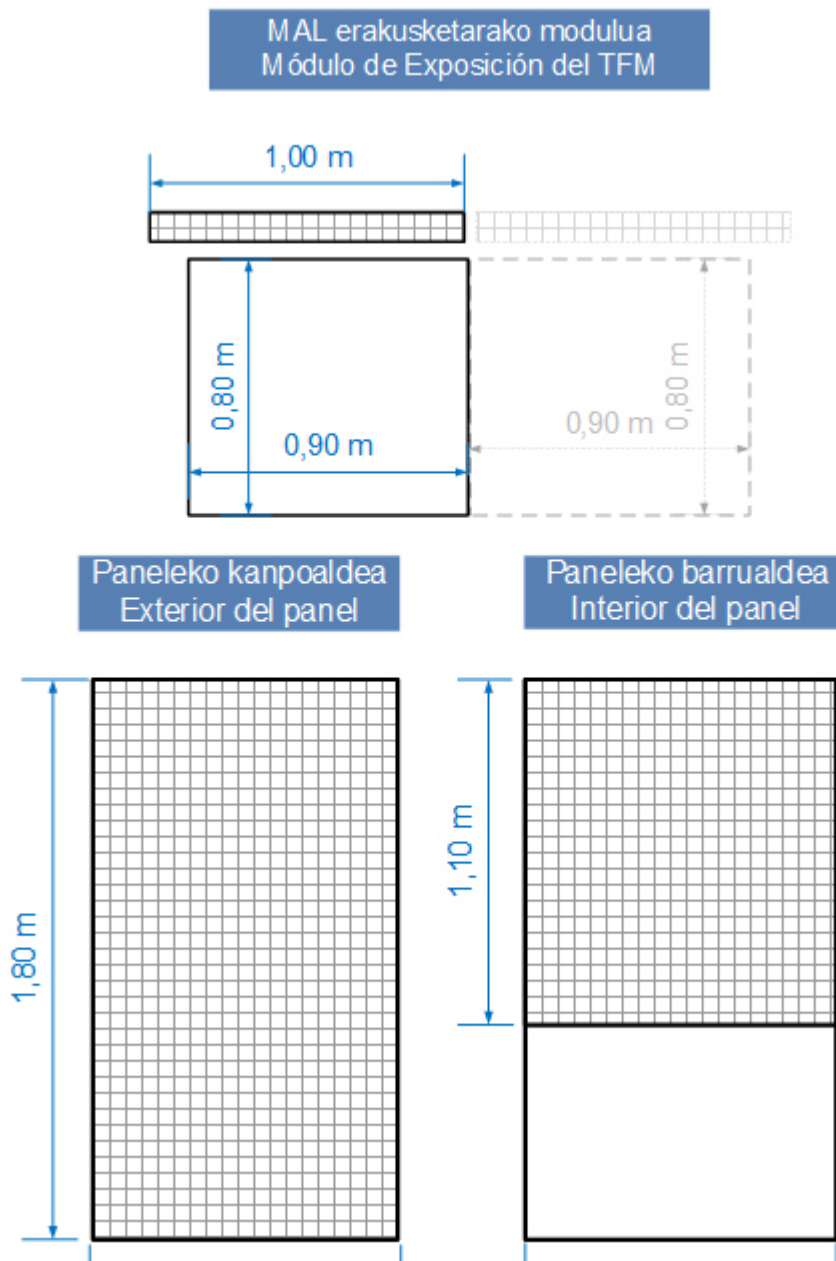 MAL erakusketarako modulua
Módulo de Exposición del TFM
1,00 m
0,80 m
0,90 m
0,90 m
0,80 m
Paneleko kanpoaldea
Exterior del panel
Paneleko barrualdea
Interior del panel
1,80 m
1,10 m